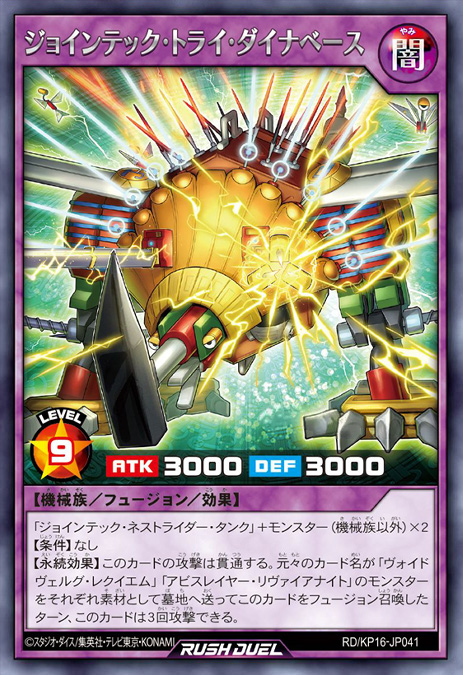 ジョインテック・トライ・ダイナベース
やみ
闇
LEVEL
9
ATK 3000 DEF 3000
【機械族／フュージョン／効果】
「ジョインテック・ネストライダー・タンク」＋モンスター（機械族以外）×2
【条件】なし
【永続効果】このカードの攻撃は貫通する。元々のカード名が「ヴォイド
ヴェルグ・レクイエム」「アビスレイヤー・リヴァイアナイト」のモンスター
をそれぞれ素材として墓地へ送ってこのカードをフュージョン召喚した
ターン、このカードは3回攻撃できる。
©スタジオ・ダイス/集英社・テレビ東京・KONAMI
RUSH DUEL
RD/KP16-JP041